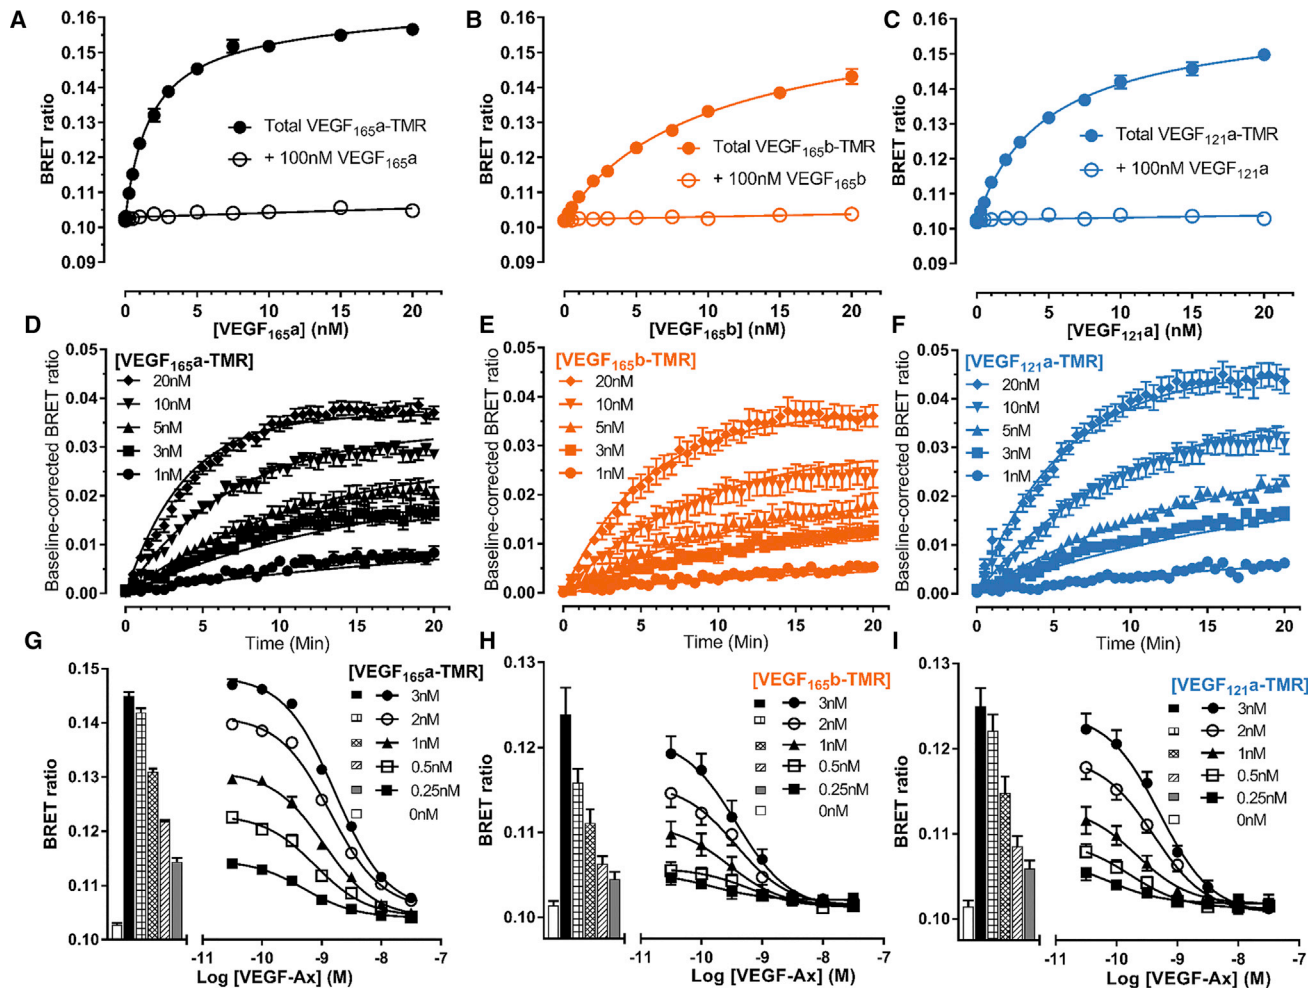 A
BRET ratio
0.16
0.15
0.14
0.13
0.12
0.11
0.10
0.09
Total VEGF165a-TMR
+ 100nM VEGF165a
0 5 10 15 20
[VEGF165a] (nM)
B
BRET ratio
0.16
0.15
0.14
0.13
0.12
0.11
0.10
0.09
Total VEGF165b-TMR
+ 100nM VEGF165b
0 5 10 15 20
[VEGF165b] (nM)
C
BRET ratio
0.16
0.15
0.14
0.13
0.12
0.11
0.10
0.09
Total VEGF121a-TMR
+ 100nM VEGF121a
0 5 10 15 20
[VEGF121a] (nM)
D
Baseline-corrected BRET ratio
0.05
0.04
0.03
0.02
0.01
0.00
[VEGF165a-TMR]
20nM
10nM
5nM
3nM
1nM
0 5 10 15 20
Time (Min)
E
Baseline-corrected BRET ratio
0.05
0.04
0.03
0.02
0.01
0.00
[VEGF165b-TMR]
20nM
10nM
5nM
3nM
1nM
0 5 10 15 20
Time (Min)
F
Baseline-corrected BRET ratio
0.05
0.04
0.03
0.02
0.01
0.00
[VEGF121a-TMR]
20nM
10nM
5nM
3nM
1nM
0 5 10 15 20
Time (Min)
G
BRET ratio
0.15
0.14
0.13
0.12
0.11
0.10
[VEGF165a-TMR]
3nM
2nM
1nM
0.5nM
0.25nM
0nM
-11 -10 -9 -8 -7
Log [VEGF-Ax] (M)
H
BRET ratio
0.13
0.12
0.11
0.10
[VEGF165b-TMR]
3nM
2nM
1nM
0.5nM
0.25nM
0nM
-11 -10 -9 -8 -7
Log [VEGF-Ax] (M)
I
BRET ratio
0.13
0.12
0.11
0.10
[VEGF121a-TMR]
3nM
2nM
1nM
0.5nM
0.25nM
0nM
-11 -10 -9 -8 -7
Log [VEGF-Ax] (M)